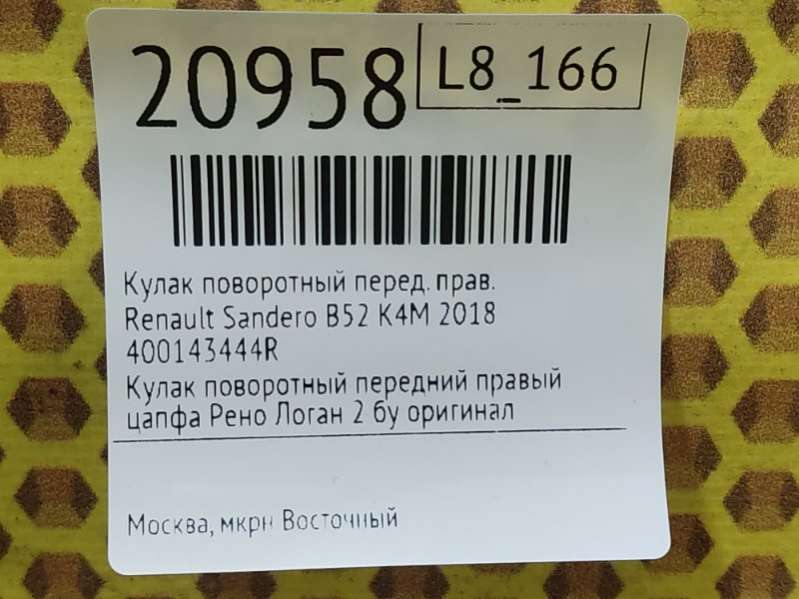 20958
L8_166
Кулак поворотный перед. прав.
Renault Sandero B52 K4M 2018
400143444R
Кулак поворотный передний правый
цапфа Рено Логан 2 бу оригинал
Москва, мкрн Восточный